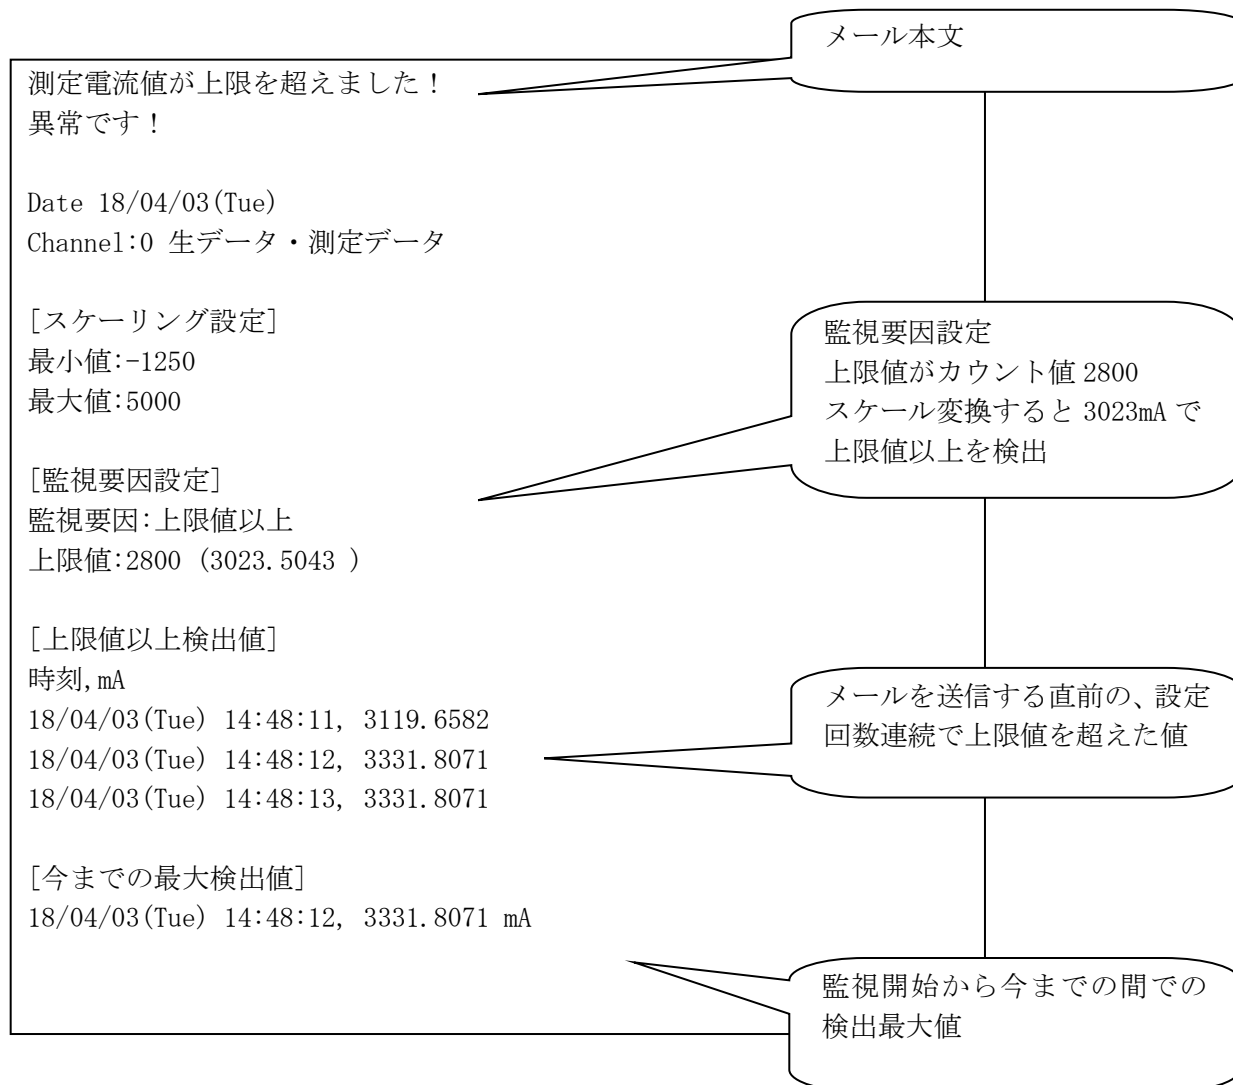 メール本文
測定電流値が上限を超えました！
異常です！
Date 18/04/03(Tue)
Channel:0 生データ・測定データ
[スケーリング設定]
最小値:-1250
最大値:5000
監視要因設定
上限値がカウント値 2800
スケール変換すると 3023mA で
上限値以上を検出
[監視要因設定]
監視要因:上限値以上
上限値:2800 (3023.5043 )
[上限値以上検出値]
時刻,mA
18/04/03(Tue) 14:48:11, 3119.6582
18/04/03(Tue) 14:48:12, 3331.8071
18/04/03(Tue) 14:48:13, 3331.8071
メールを送信する直前の、設定
回数連続で上限値を超えた値
[今までの最大検出値]
18/04/03(Tue) 14:48:12, 3331.8071 mA
監視開始から今までの間での
検出最大値